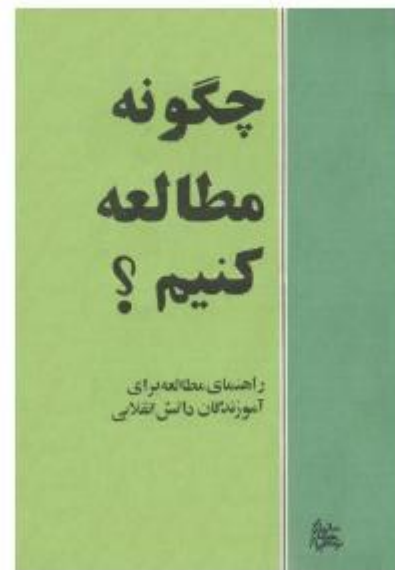 چگونه
مطالعه
کنیم ؟
راهنمای مطالعه برای
آموزندگان دانش انقلابی